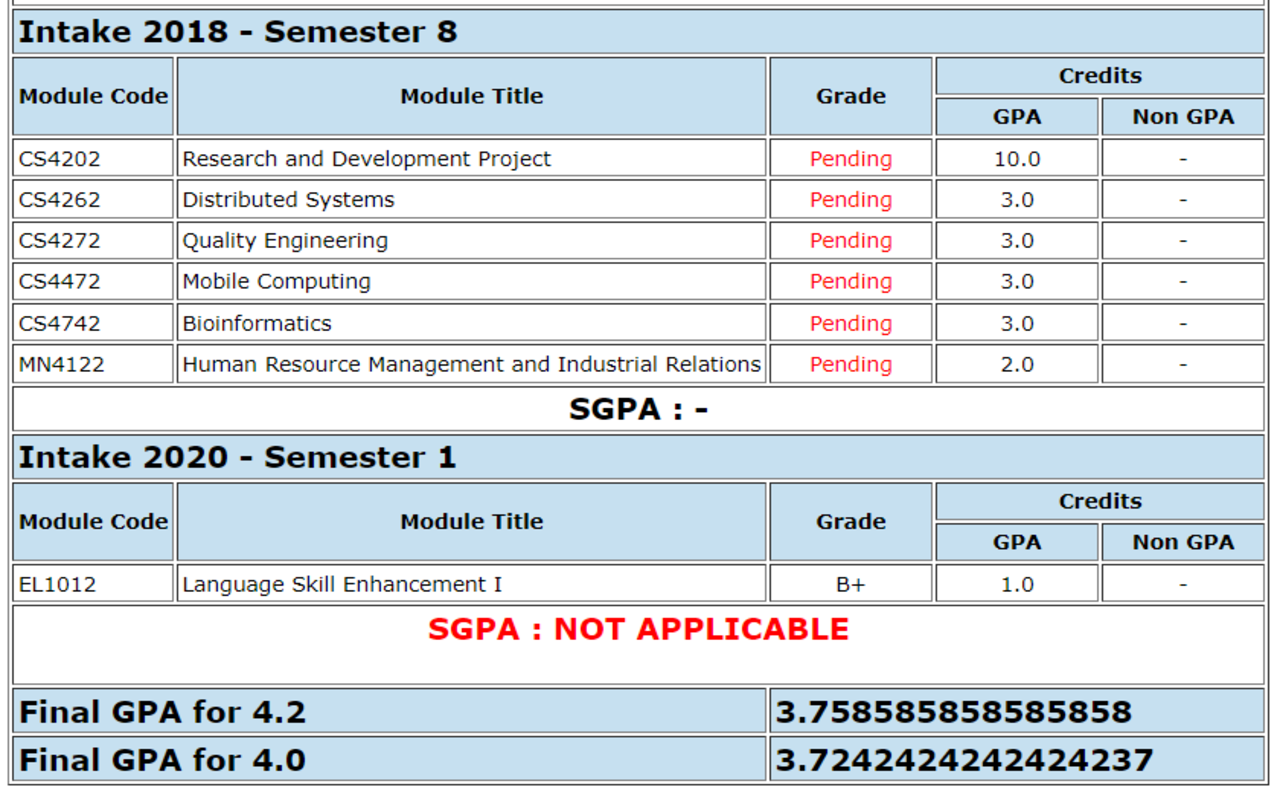 Intake 2018 - Semester 8
Module Code Module Title Grade Credits
GPA Non GPA
CS4202 Research and Development Project Pending 10.0 -
CS4262 Distributed Systems Pending 3.0 -
CS4272 Quality Engineering Pending 3.0 -
CS4472 Mobile Computing Pending 3.0 -
CS4742 Bioinformatics Pending 3.0 -
MN4122 Human Resource Management and Industrial Relations Pending 2.0 -
SGPA : -
Intake 2020 - Semester 1
Module Code Module Title Grade Credits
GPA Non GPA
EL1012 Language Skill Enhancement I B+ 1.0 -
SGPA : NOT APPLICABLE
Final GPA for 4.2 3.758585858585858
Final GPA for 4.0 3.7242424242424237